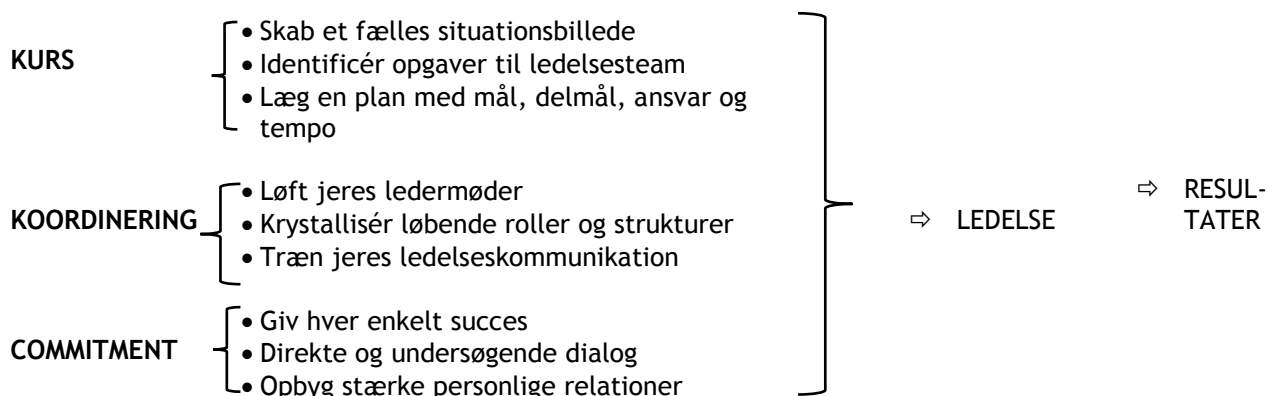 KURS
• Skab et fælles situationsbillede
• Identificér opgaver til ledelsesteam
• Læg en plan med mål, delmål, ansvar og
tempo
KOORDINERING
• Løft jeres ledermøder
• Krystallisér løbende roller og strukturer
• Træn jeres ledelseskommunikation
COMMITMENT
• Giv hver enkelt succes
• Direkte og undersøgende dialog
• Opbyg stærke personlige relationer
⇨ LEDELSE
⇨ RESUL-
TATER